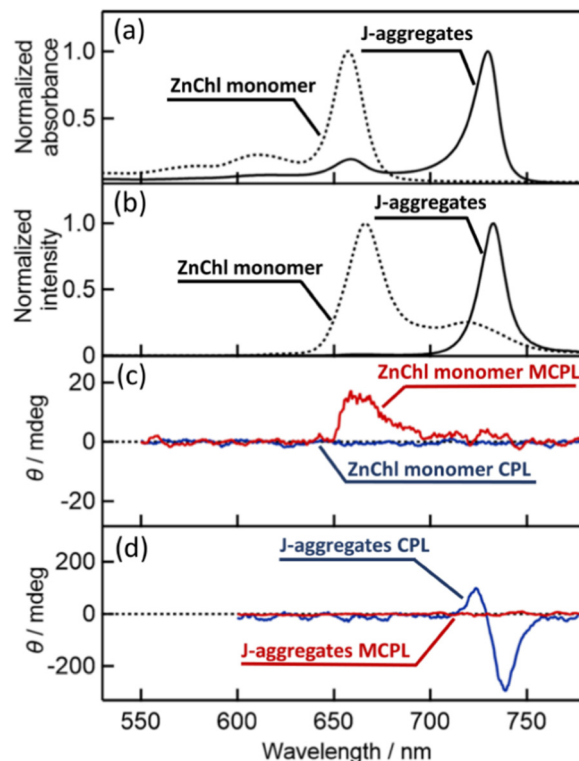 (a)
J-aggregates
ZnChl monomer
Normalized
absorbance
1.0
0.5
(b)
J-aggregates
ZnChl monomer
Normalized
intensity
1.0
0.5
0
(c)
ZnChl monomer MCPL
ZnChl monomer CPL
θ / mdeg
20
0
-20
(d)
J-aggregates CPL
J-aggregates MCPL
θ / mdeg
200
0
-200
550 600 650 700 750
Wavelength / nm